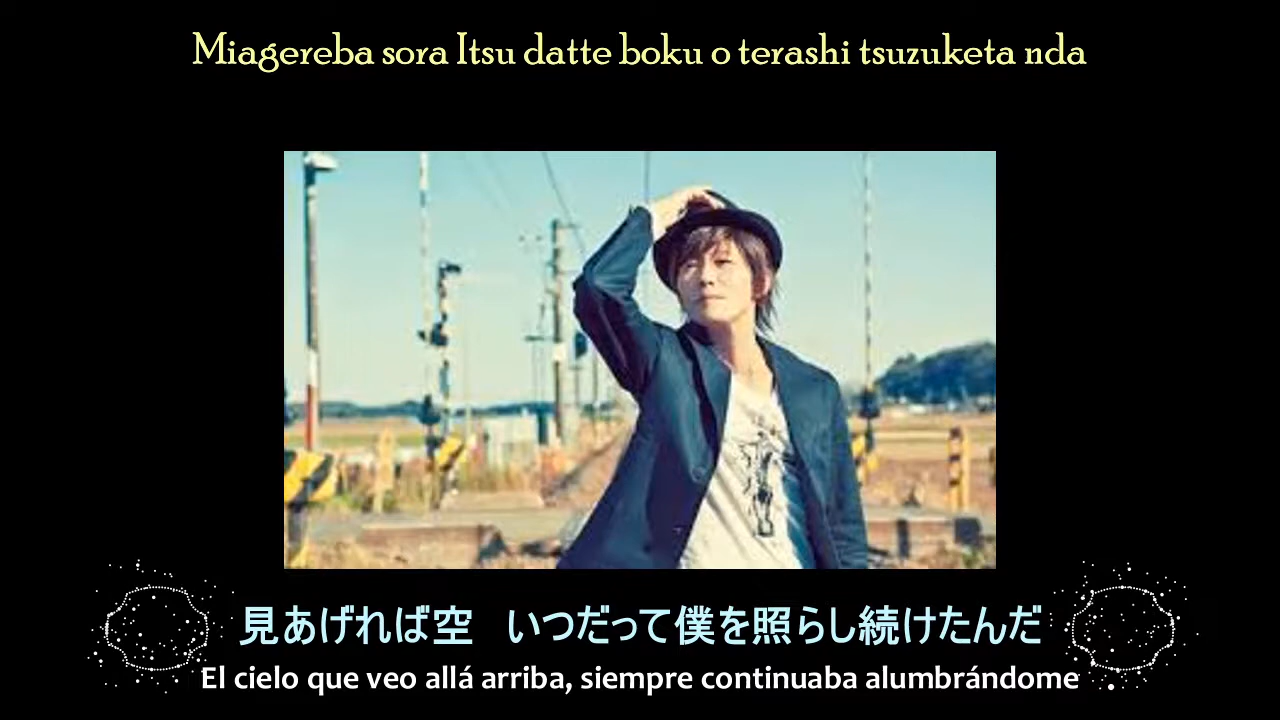 Miagereba sora Itsu datte boku o terashi tsuzuketa nda
見あげれば空　いつだって僕を照らし続けたんだ
El cielo que veo allá arriba, siempre continuaba alumbrándome